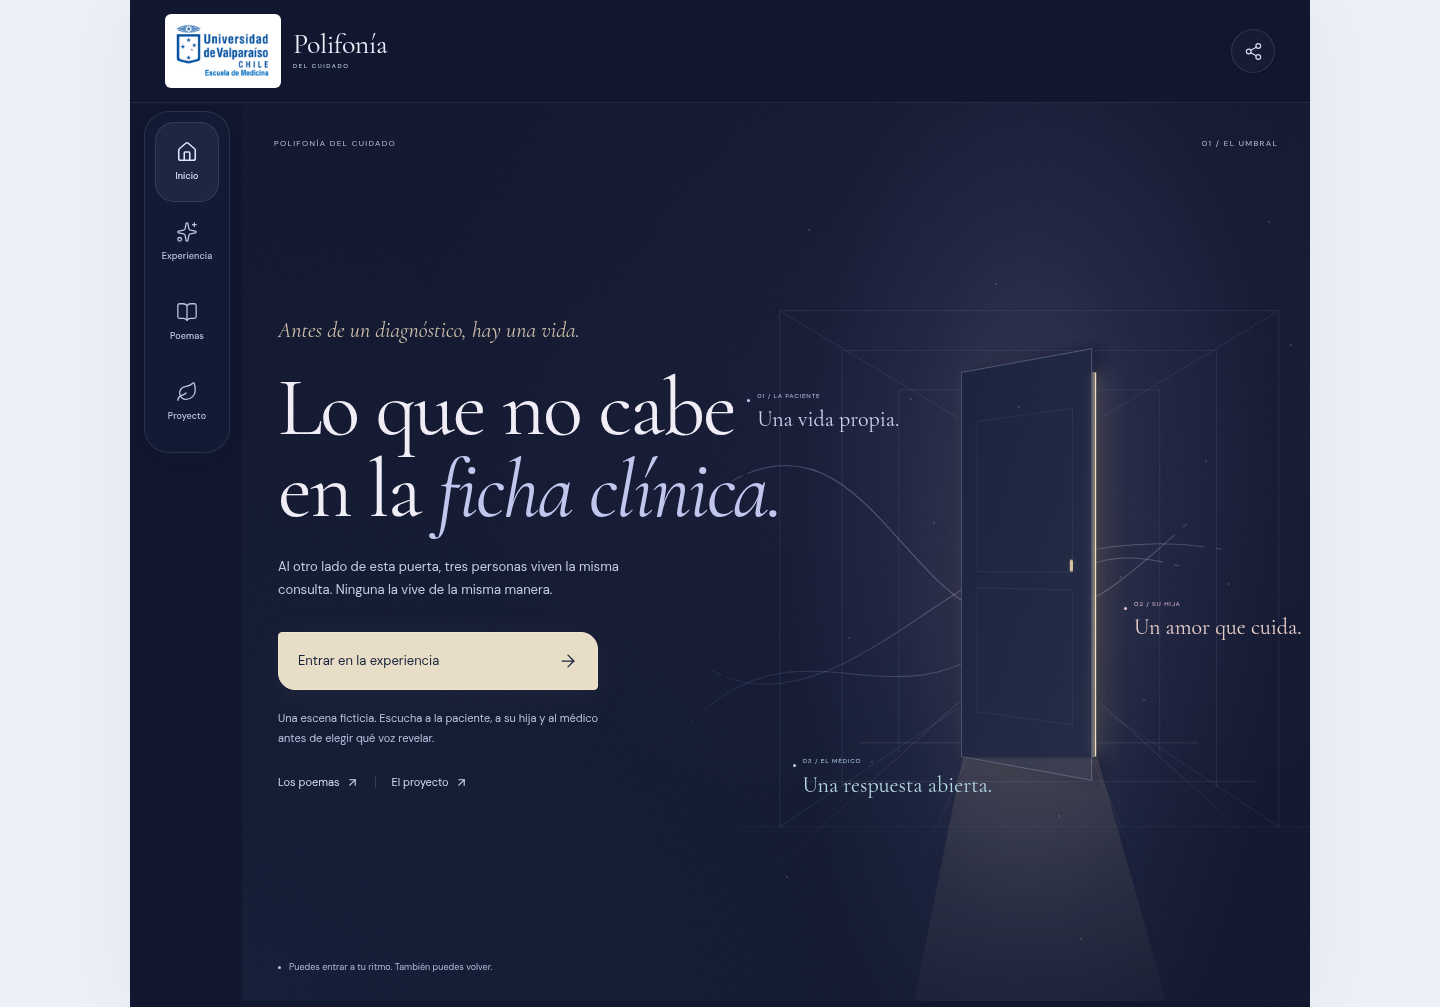 Universidad
de Valparaíso
CHILE
Escuela de Medicina
Polifonía
DEL CUIDADO
Inicio
Experiencia
Poemas
Proyecto
POLIFONÍA DEL CUIDADO
01 / EL UMBRAL
Antes de un diagnóstico, hay una vida.
Lo que no cabe
en la ficha clínica.
Al otro lado de esta puerta, tres personas viven la misma
consulta. Ninguna la vive de la misma manera.
Entrar en la experiencia
Una escena ficticia. Escucha a la paciente, a su hija y al médico
antes de elegir qué voz revelar.
Los poemas
El proyecto
01 / LA PACIENTE
Una vida propia.
02 / SU HIJA
Un amor que cuida.
03 / EL MÉDICO
Una respuesta abierta.
Puedes entrar a tu ritmo. También puedes volver.